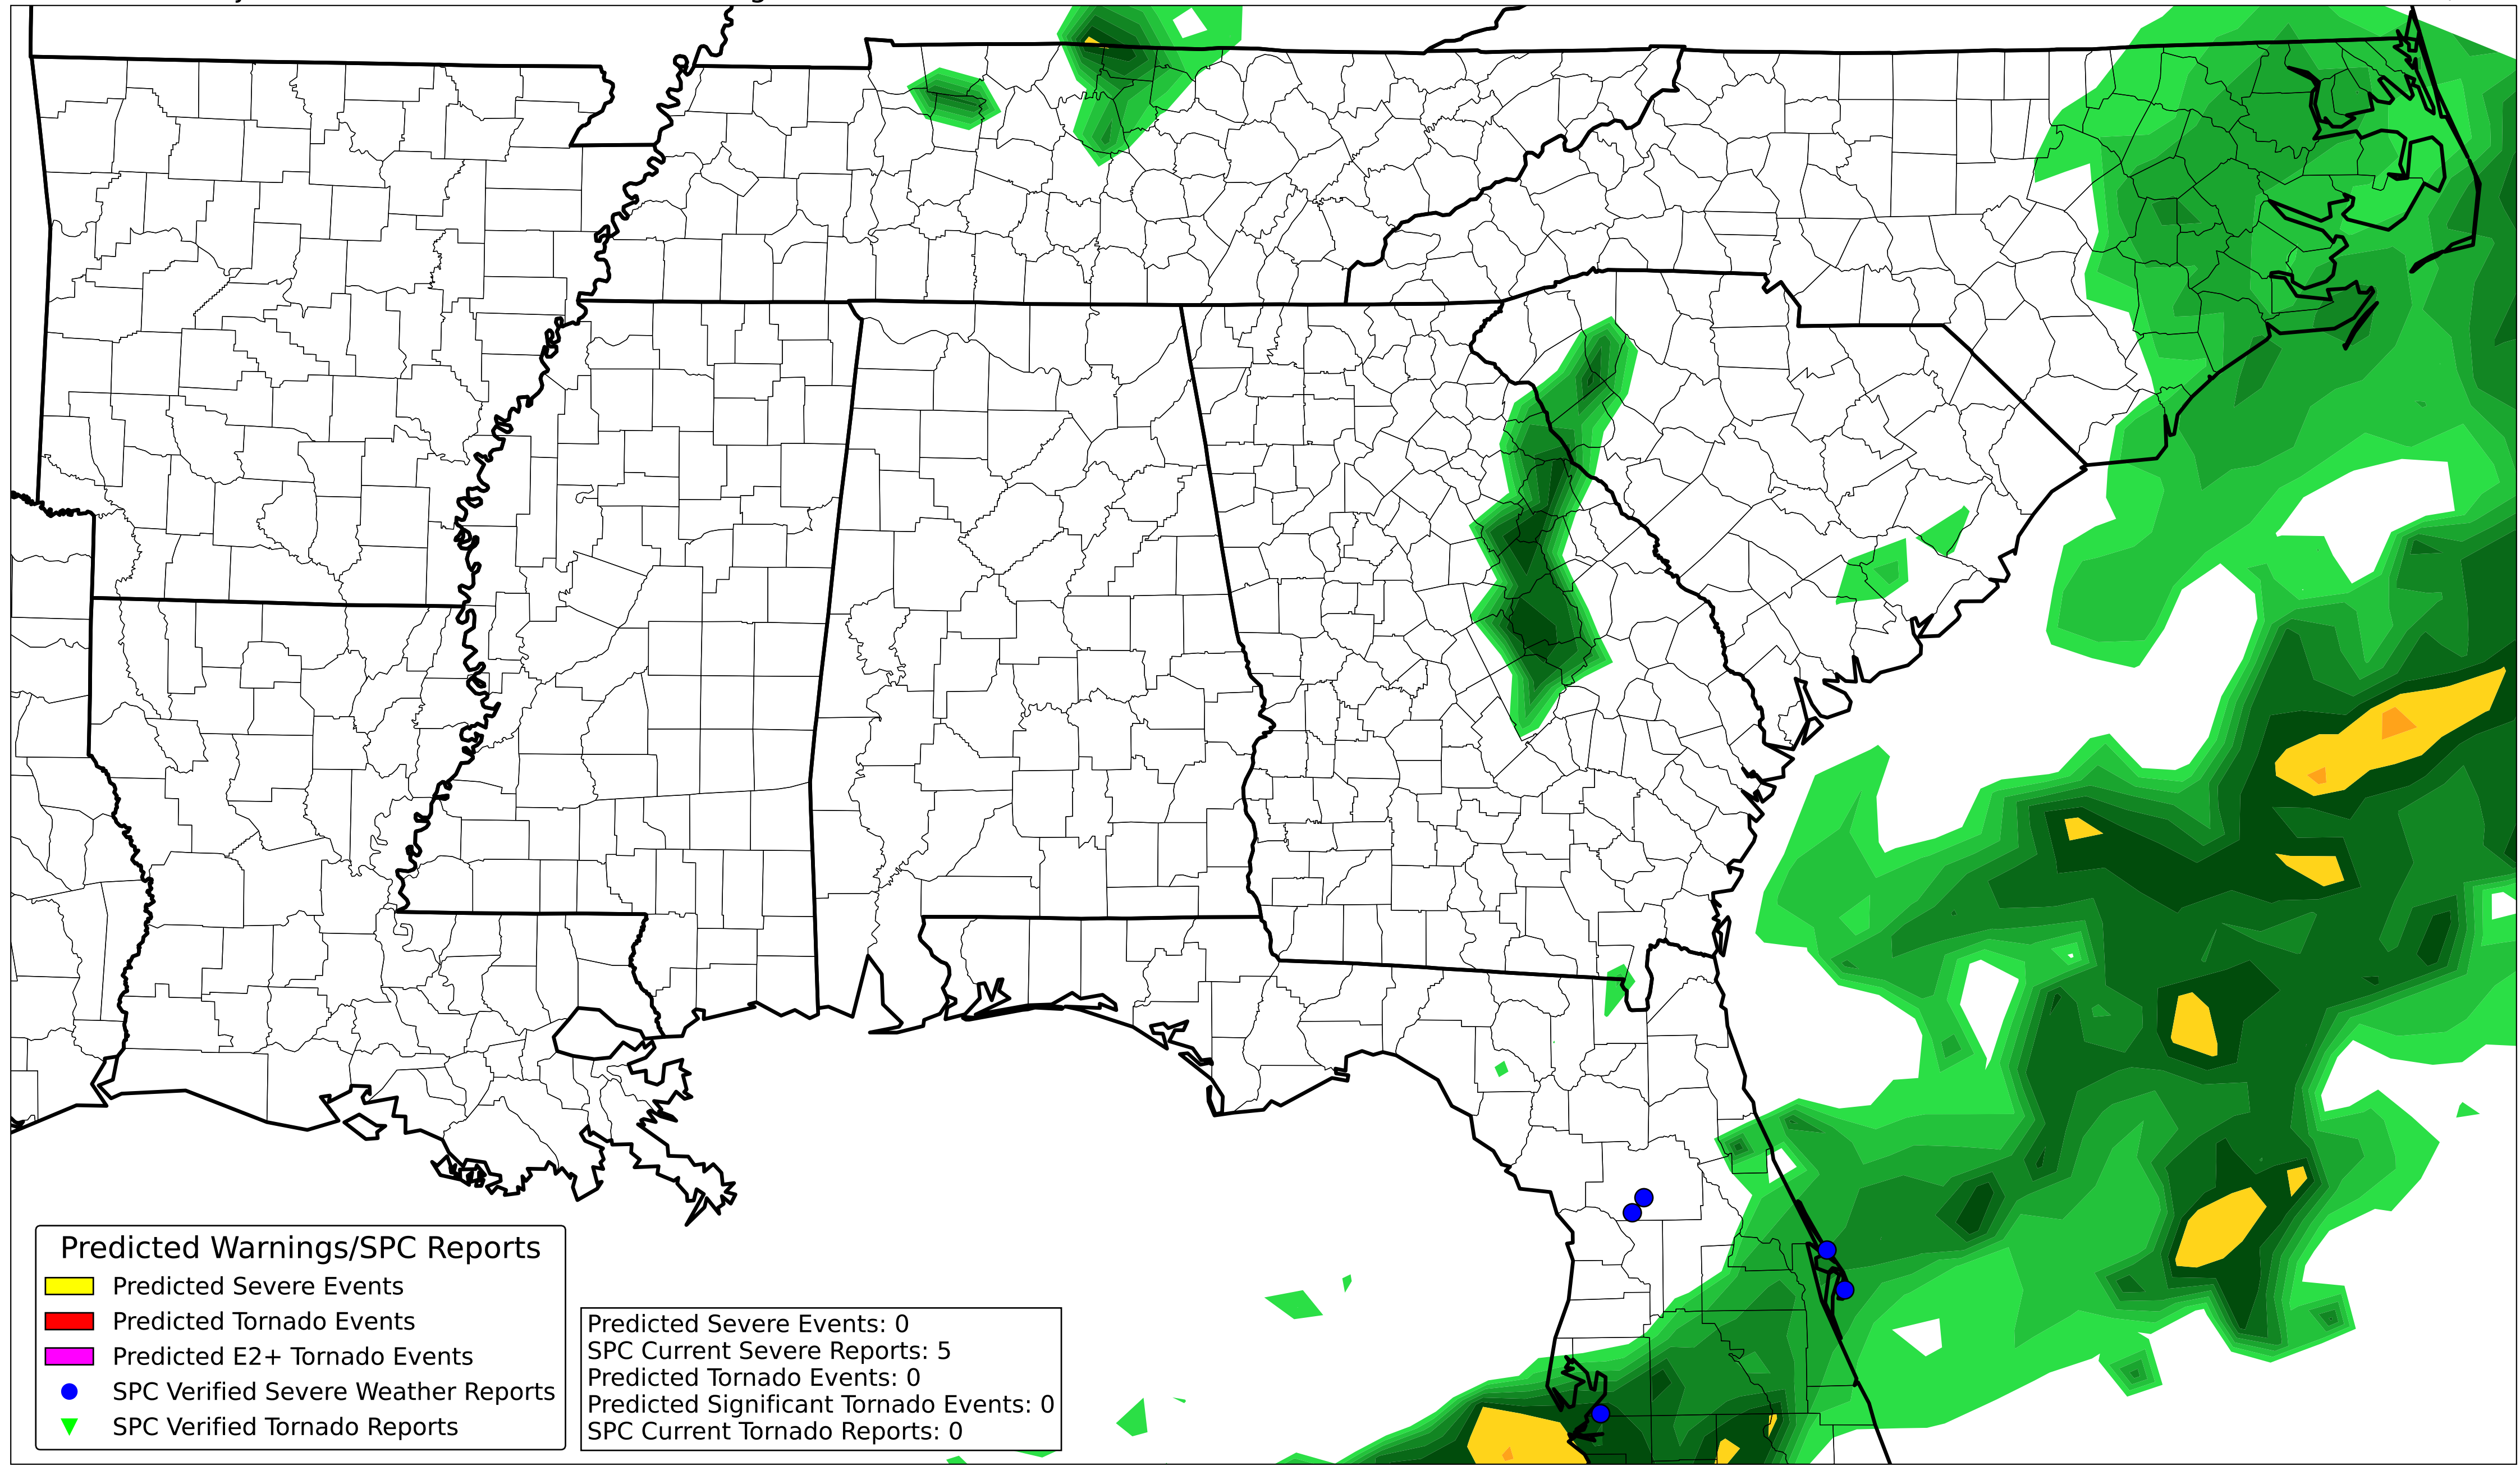 Predicted Warnings/SPC Reports
Predicted Severe Events
Predicted Tornado Events
Predicted E2+ Tornado Events
SPC Verified Severe Weather Reports
SPC Verified Tornado Reports
Predicted Severe Events: 0
SPC Current Severe Reports: 5
Predicted Tornado Events: 0
Predicted Significant Tornado Events: 0
SPC Current Tornado Reports: 0